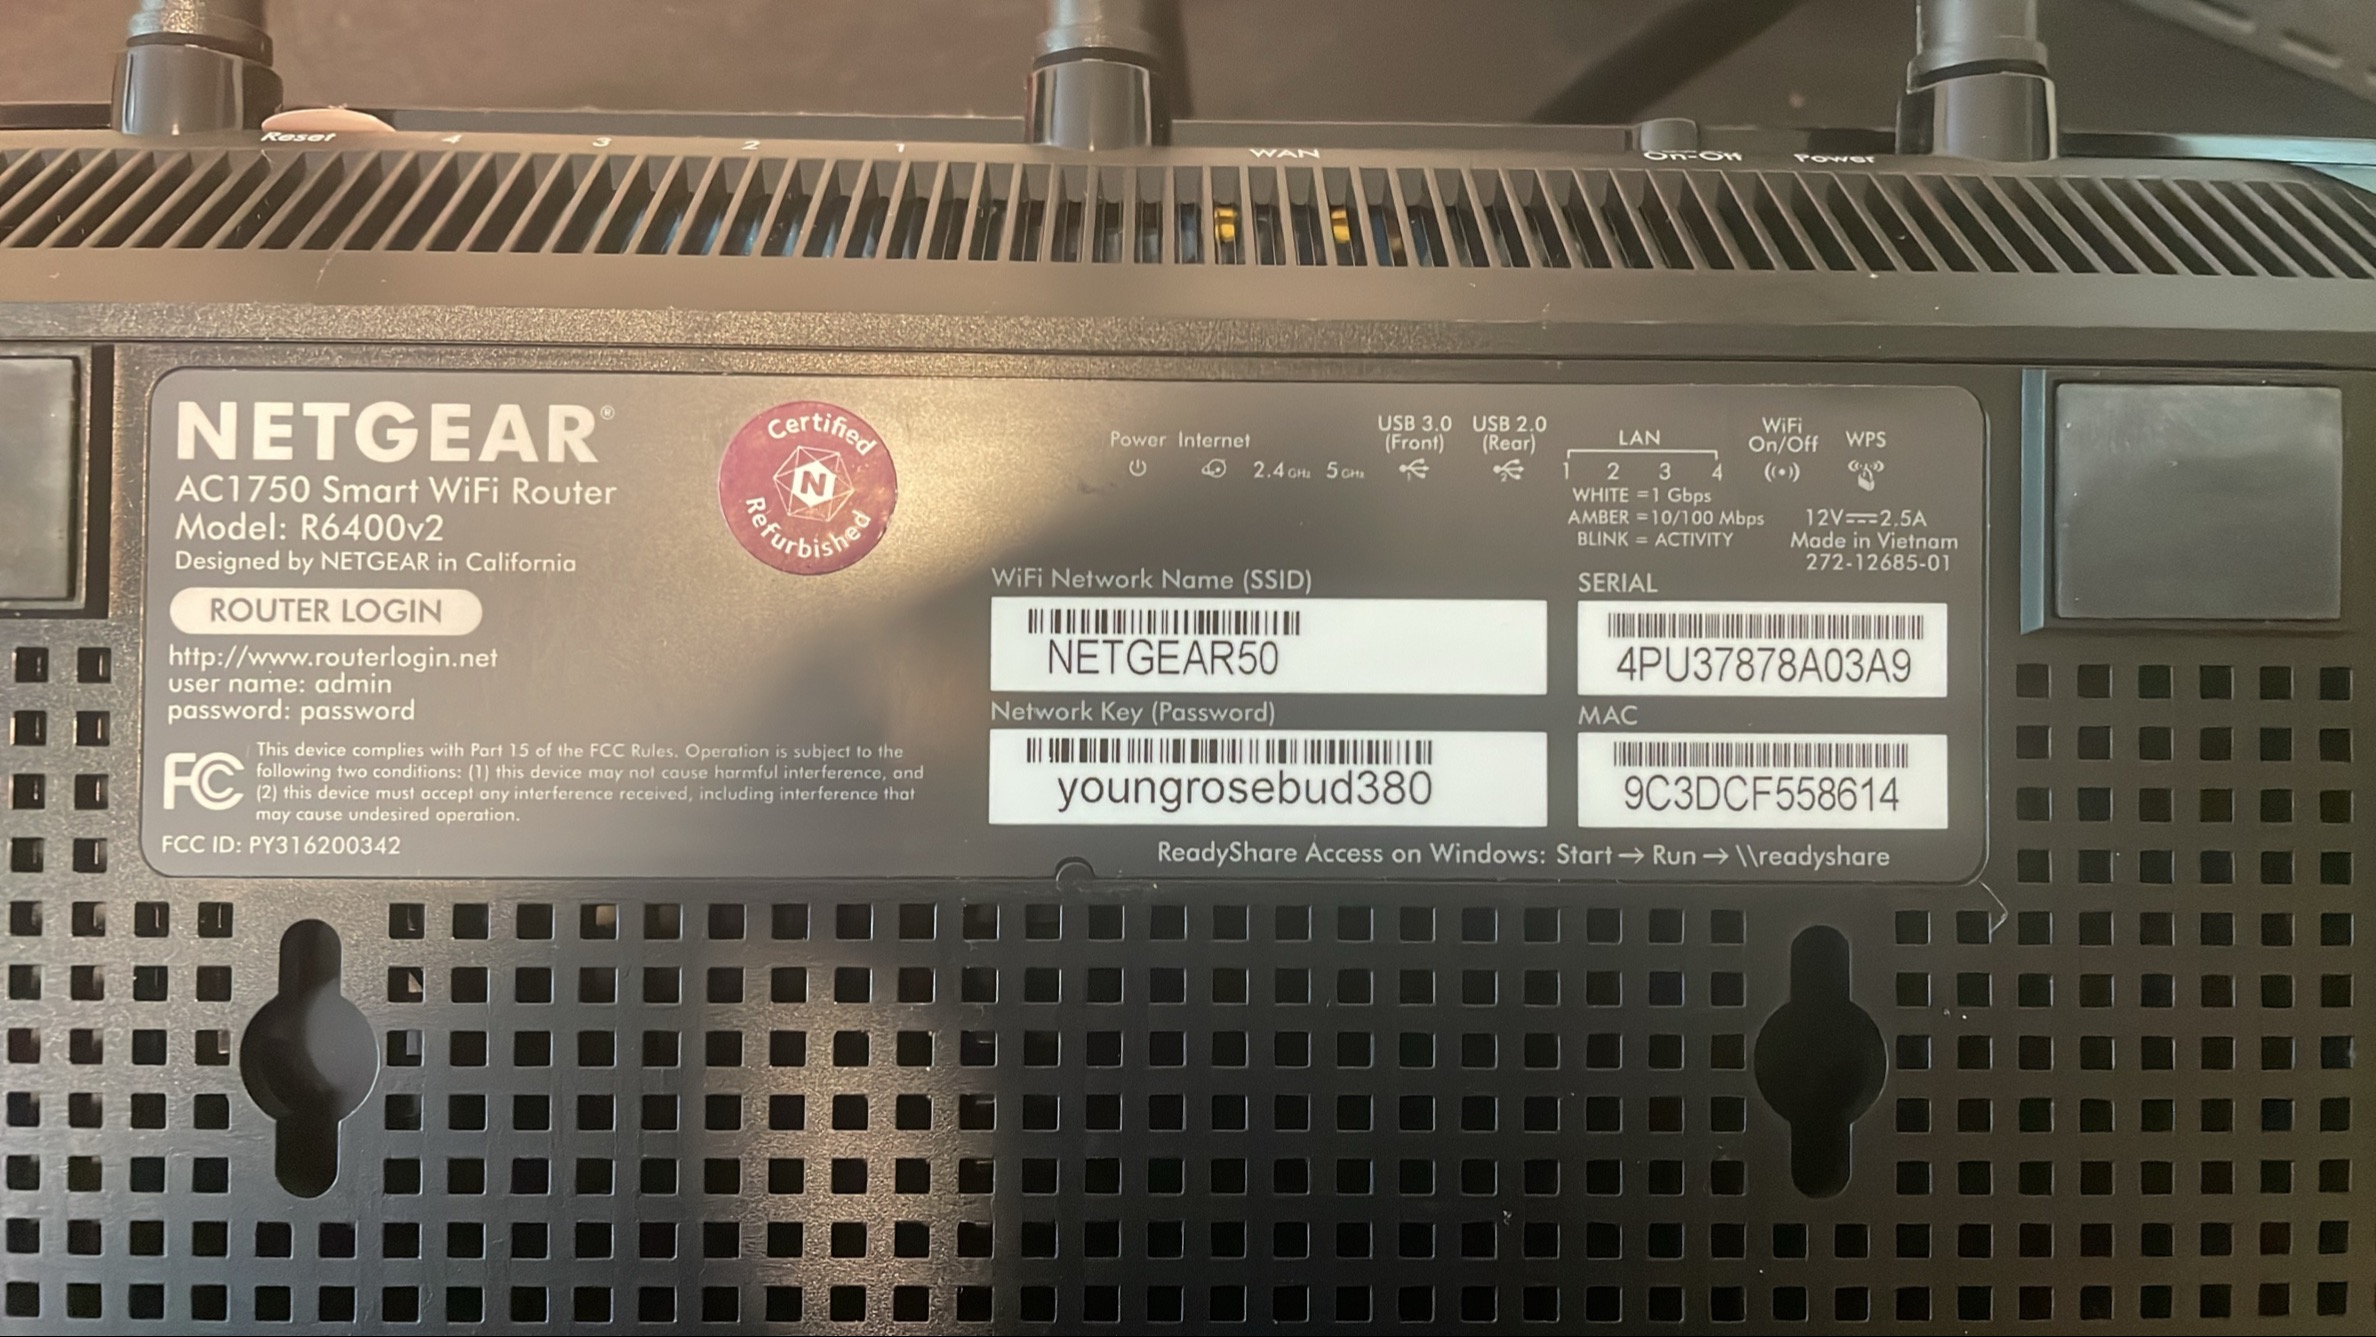 Reset 4 3 2 1 WAN On-Off Power
NETGEAR®
AC1750 Smart WiFi Router
Model: R6400v2
Designed by NETGEAR in California
ROUTER LOGIN
http://www.routerlogin.net
user name: admin
password: password
FC This device complies with Part 15 of the FCC Rules. Operation is subject to the
following two conditions: (1) this device may not cause harmful interference, and
(2) this device must accept any interference received, including interference that
may cause undesired operation.
FCC ID: PY316200342
Certified
N
Refurbished
Power Internet
2.4 GHz 5 GHz
USB 3.0
(Front)
USB 2.0
(Rear)
LAN
1 2 3 4
WHITE =1 Gbps
AMBER =10/100 Mbps
BLINK = ACTIVITY
WiFi
On/Off
WPS
12V⎓2.5A
Made in Vietnam
272-12685-01
WiFi Network Name (SSID)
NETGEAR50
SERIAL
4PU37878A03A9
Network Key (Password)
youngrosebud380
MAC
9C3DCF558614
ReadyShare Access on Windows: Start → Run → \\readyshare